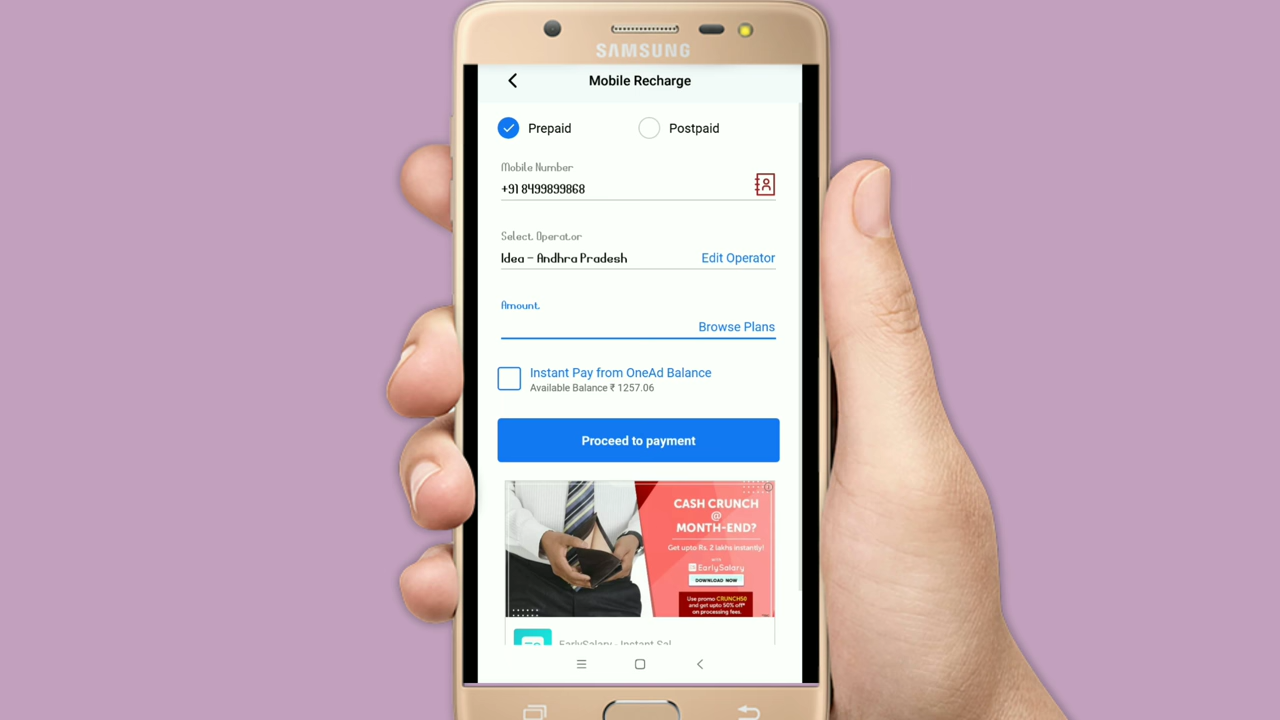 SAMSUNG
Mobile Recharge
Prepaid
Postpaid
Mobile Number
+91 8499899868
Select Operator
Idea - Andhra Pradesh
Edit Operator
Amount
Browse Plans
Instant Pay from OneAd Balance
Available Balance ₹ 1257.06
Proceed to payment
CASH CRUNCH
@
MONTH-END?
Get upto Rs. 2 lakhs instantly!
with
EarlySalary
DOWNLOAD NOW
Use promo CRUNCH50
and get upto 50% off*
on processing fees.
EarlySalary - Instant Sal